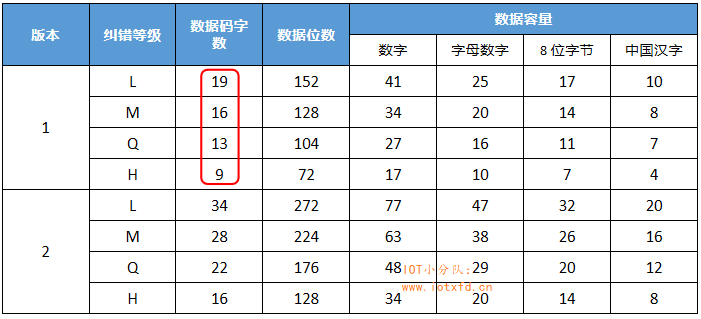 版本 纠错等级 数据码字数 数据位数 数据容量
数字 字母数字 8位字节 中国汉字
1 L 19 152 41 25 17 10
M 16 128 34 20 14 8
Q 13 104 27 16 11 7
H 9 72 17 10 7 4
2 L 34 272 77 47 32 20
M 28 224 63 38 26 16
Q 22 176 48 29 20 12
H 16 128 34 20 14 8
IOT小分队:
www.iotxfd.cn